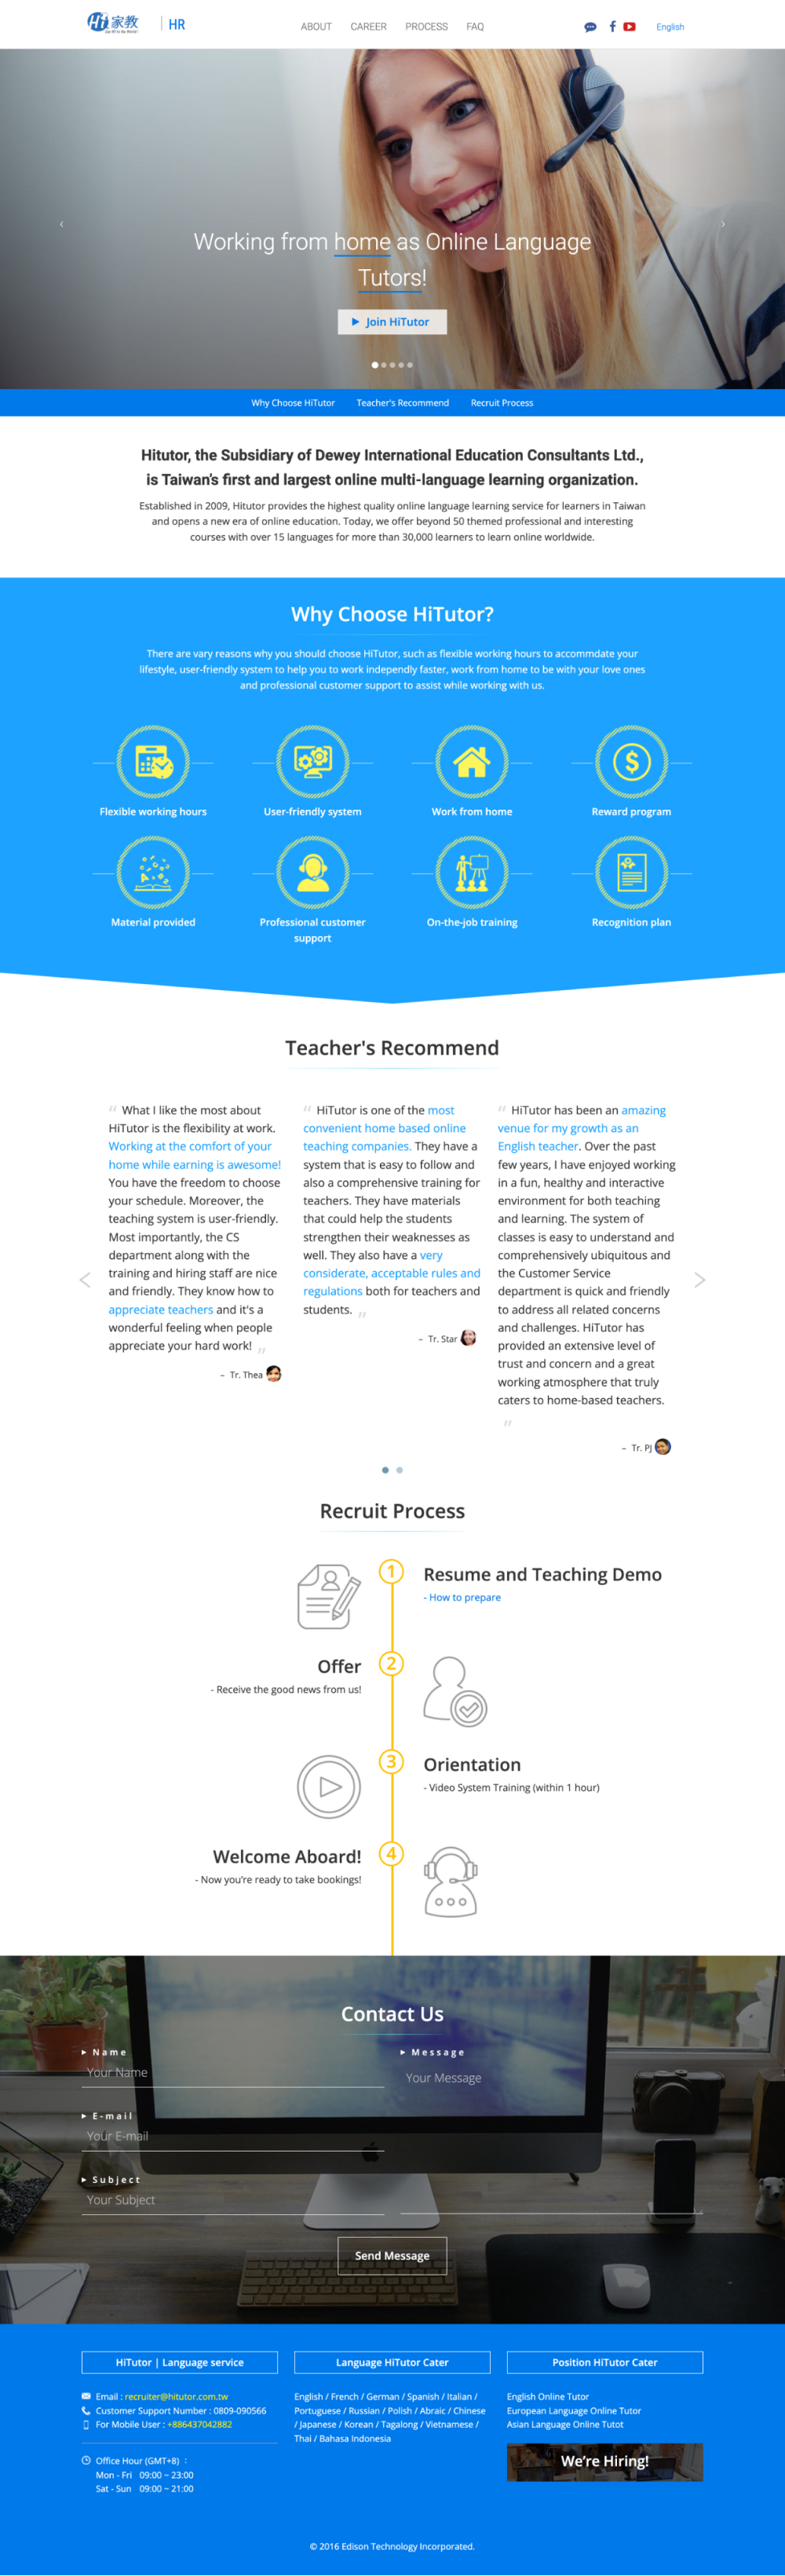 Hi 家教
HR
ABOUT CAREER PROCESS FAQ
English
Working from home as Online Language
Tutors!
Join HiTutor
Why Choose HiTutor Teacher's Recommend Recruit Process
Hitutor, the Subsidiary of Dewey International Education Consultants Ltd.,
is Taiwan's first and largest online multi-language learning organization.
Established in 2009, Hitutor provides the highest quality online language learning service for learners in Taiwan
and opens a new era of online education. Today, we offer beyond 50 themed professional and interesting
courses with over 15 languages for more than 30,000 learners to learn online worldwide.
Why Choose HiTutor?
There are vary reasons why you should choose HiTutor, such as flexible working hours to accommdate your
lifestyle, user-friendly system to help you to work independly faster, work from home to be with your love ones
and professional customer support to assist while working with us.
Flexible working hours
User-friendly system
Work from home
Reward program
Material provided
Professional customer
support
On-the-job training
Recognition plan
Teacher's Recommend
" What I like the most about
HiTutor is the flexibility at work.
Working at the comfort of your
home while earning is awesome!
You have the freedom to choose
your schedule. Moreover, the
teaching system is user-friendly.
Most importantly, the CS
department along with the
training and hiring staff are nice
and friendly. They know how to
appreciate teachers and it's a
wonderful feeling when people
appreciate your hard work! "
– Tr. Thea
" HiTutor is one of the most
convenient home based online
teaching companies. They have a
system that is easy to follow and
also a comprehensive training for
teachers. They have materials
that could help the students
strengthen their weaknesses as
well. They also have a very
considerate, acceptable rules and
regulations both for teachers and
students. "
– Tr. Star
" HiTutor has been an amazing
venue for my growth as an
English teacher. Over the past
few years, I have enjoyed working
in a fun, healthy and interactive
environment for both teaching
and learning. The system of
classes is easy to understand and
comprehensively ubiquitous and
the Customer Service
department is quick and friendly
to address all related concerns
and challenges. HiTutor has
provided an extensive level of
trust and concern and a great
working atmosphere that truly
caters to home-based teachers.
"
– Tr. PJ
Recruit Process
1
Resume and Teaching Demo
- How to prepare
2
Offer
- Receive the good news from us!
3
Orientation
- Video System Training (within 1 hour)
4
Welcome Aboard!
- Now you're ready to take bookings!
Contact Us
Name
Your Name
E-mail
Your E-mail
Subject
Your Subject
Message
Your Message
Send Message
HiTutor | Language service
Email : recruiter@hitutor.com.tw
Customer Support Number : 0809-090566
For Mobile User : +886437042882
Office Hour (GMT+8) :
Mon - Fri 09:00 ~ 23:00
Sat - Sun 09:00 ~ 21:00
Language HiTutor Cater
English / French / German / Spanish / Italian /
Portuguese / Russian / Polish / Abraic / Chinese
/ Japanese / Korean / Tagalong / Vietnamese /
Thai / Bahasa Indonesia
Position HiTutor Cater
English Online Tutor
European Language Online Tutor
Asian Language Online Tutot
We're Hiring!
© 2016 Edison Technology Incorporated.